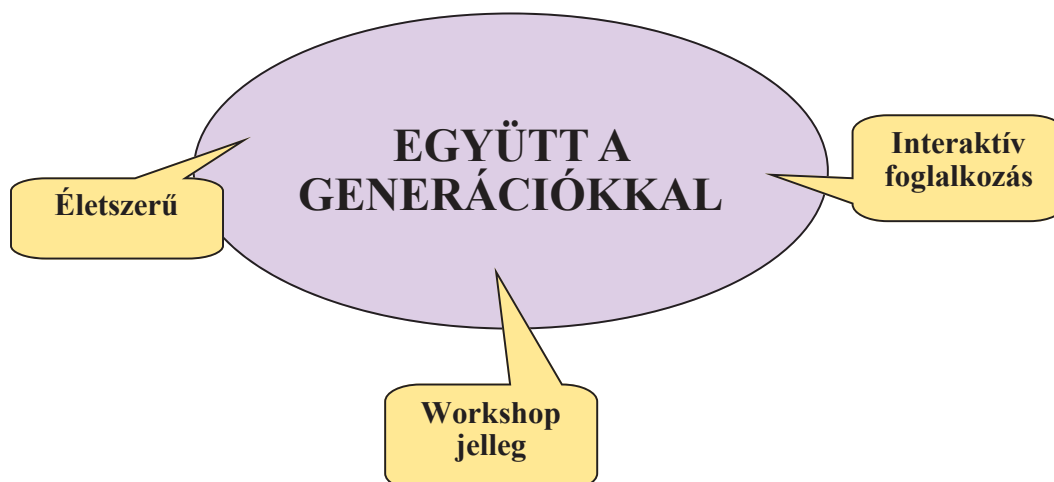 EGYÜTT A
GENERÁCIÓKKAL
Interaktív
foglalkozás
Életszerű
Workshop
jelleg